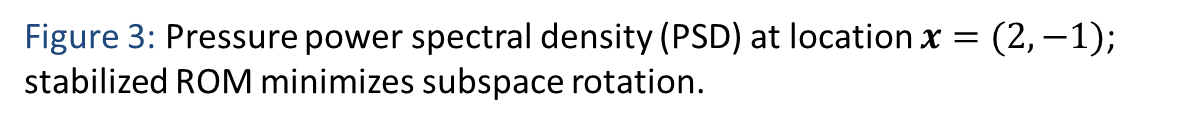 Figure 3: Pressure power spectral density (PSD) at location 𝒙 = (2, −1);
stabilized ROM minimizes subspace rotation.